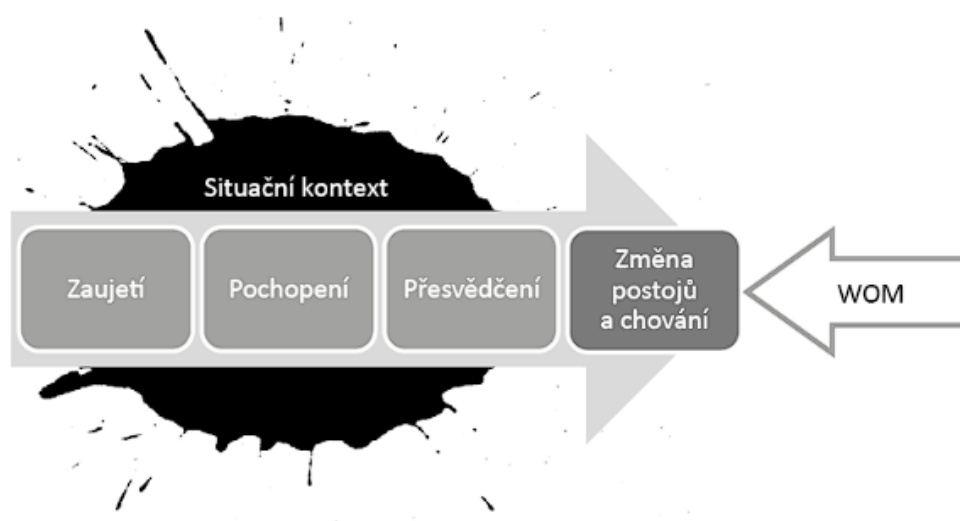 Situační kontext
Zaujetí
Pochopení
Přesvědčení
Změna
postojů
a chování
WOM